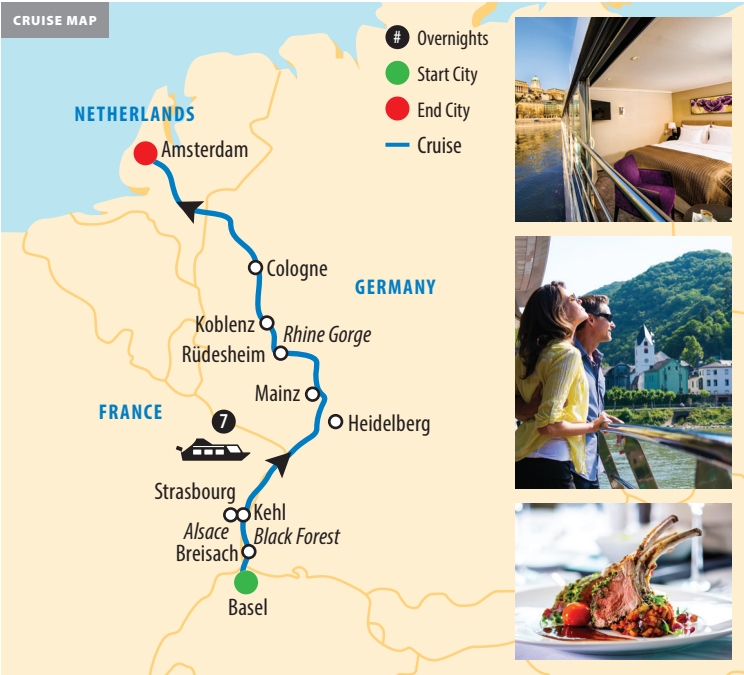 CRUISE MAP
# Overnights
Start City
End City
Cruise
NETHERLANDS
Amsterdam
Cologne
GERMANY
Koblenz
Rhine Gorge
Rüdesheim
Mainz
FRANCE
7
Heidelberg
Strasbourg
Kehl
Alsace
Black Forest
Breisach
Basel